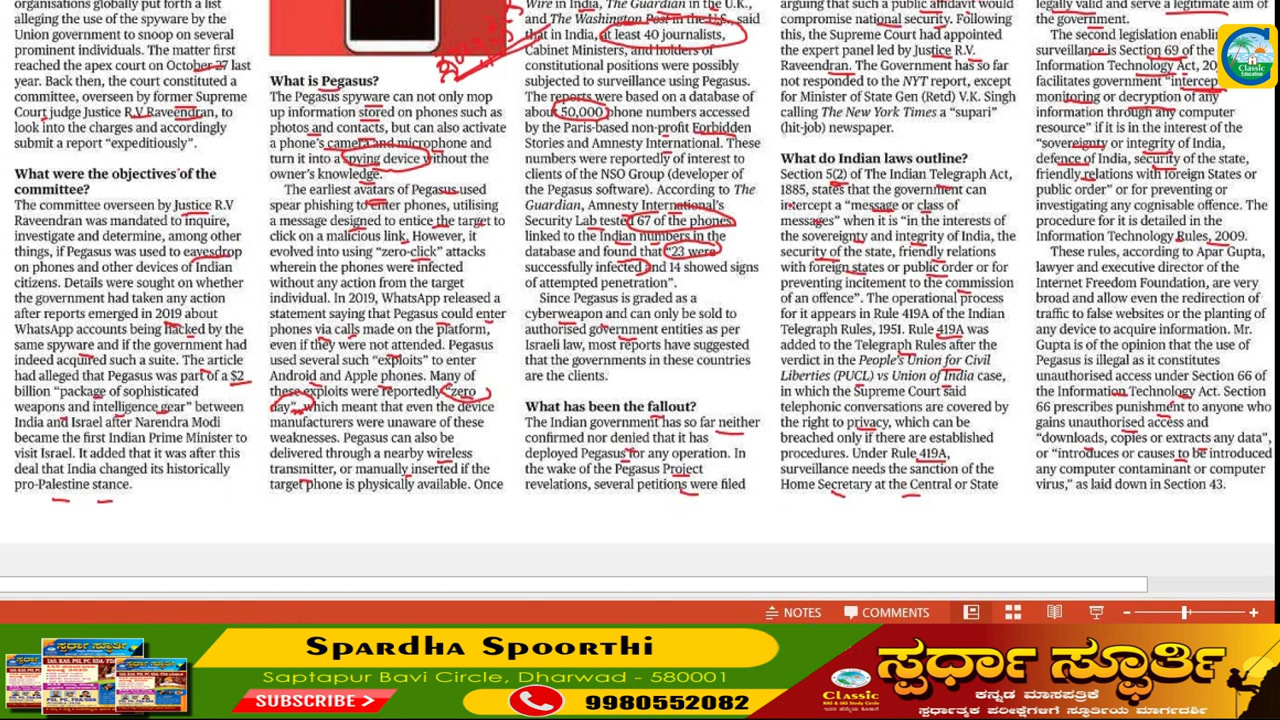 organisations globally put forth a list
alleging the use of the spyware by the
Union government to snoop on several
prominent individuals. The matter first
reached the apex court on October 27 last
year. Back then, the court constituted a
committee, overseen by former Supreme
Court judge Justice R.V Raveendran, to
look into the charges and accordingly
submit a report “expeditiously”.
What were the objectives of the
committee?
The committee overseen by Justice R.V
Raveendran was mandated to inquire,
investigate and determine, among other
things, if Pegasus was used to eavesdrop
on phones and other devices of Indian
citizens. Details were sought on whether
the government had taken any action
after reports emerged in 2019 about
WhatsApp accounts being hacked by the
same spyware and if the government had
indeed acquired such a suite. The article
had alleged that Pegasus was part of a $2
billion “package of sophisticated
weapons and intelligence gear” between
India and Israel after Narendra Modi
became the first Indian Prime Minister to
visit Israel. It added that it was after this
deal that India changed its historically
pro-Palestine stance.
What is Pegasus?
The Pegasus spyware can not only mop
up information stored on phones such as
photos and contacts, but can also activate
a phone’s camera and microphone and
turn it into a spying device without the
owner’s knowledge.
The earliest avatars of Pegasus used
spear phishing to enter phones, utilising
a message designed to entice the target to
click on a malicious link. However, it
evolved into using “zero-click” attacks
wherein the phones were infected
without any action from the target
individual. In 2019, WhatsApp released a
statement saying that Pegasus could enter
phones via calls made on the platform,
even if they were not attended. Pegasus
used several such “exploits” to enter
Android and Apple phones. Many of
these exploits were reportedly “zero
day”, which meant that even the device
manufacturers were unaware of these
weaknesses. Pegasus can also be
delivered through a nearby wireless
transmitter, or manually inserted if the
target phone is physically available. Once
Wire in India, The Guardian in the U.K.,
and The Washington Post in the U.S., said
that in India, at least 40 journalists,
Cabinet Ministers, and holders of
constitutional positions were possibly
subjected to surveillance using Pegasus.
The reports were based on a database of
about 50,000 phone numbers accessed
by the Paris-based non-profit Forbidden
Stories and Amnesty International. These
numbers were reportedly of interest to
clients of the NSO Group (developer of
the Pegasus software). According to The
Guardian, Amnesty International’s
Security Lab tested 67 of the phones
linked to the Indian numbers in the
database and found that “23 were
successfully infected and 14 showed signs
of attempted penetration”.
Since Pegasus is graded as a
cyberweapon and can only be sold to
authorised government entities as per
Israeli law, most reports have suggested
that the governments in these countries
are the clients.
What has been the fallout?
The Indian government has so far neither
confirmed nor denied that it has
deployed Pegasus for any operation. In
the wake of the Pegasus Project
revelations, several petitions were filed
arguing that such a public affidavit would
compromise national security. Following
this, the Supreme Court had appointed
the expert panel led by Justice R.V.
Raveendran. The Government has so far
not responded to the NYT report, except
for Minister of State Gen (Retd) V.K. Singh
calling The New York Times a “supari”
(hit-job) newspaper.
What do Indian laws outline?
Section 5(2) of The Indian Telegraph Act,
1885, states that the government can
intercept a “message or class of
messages” when it is “in the interests of
the sovereignty and integrity of India, the
security of the state, friendly relations
with foreign states or public order or for
preventing incitement to the commission
of an offence”. The operational process
for it appears in Rule 419A of the Indian
Telegraph Rules, 1951. Rule 419A was
added to the Telegraph Rules after the
verdict in the People’s Union for Civil
Liberties (PUCL) vs Union of India case,
in which the Supreme Court said
telephonic conversations are covered by
the right to privacy, which can be
breached only if there are established
procedures. Under Rule 419A,
surveillance needs the sanction of the
Home Secretary at the Central or State
legally valid and serve a legitimate aim of
the government.
The second legislation
surveillance is Section 69 of the
Information Technology Act,
facilitates government
monitoring or decryption of any
information through any computer
resource” if it is in the interest of the
“sovereignty or integrity of India,
defence of India, security of the state,
friendly relations with foreign States or
public order” or for preventing or
investigating any cognisable offence. The
procedure for it is detailed in the
Information Technology Rules, 2009.
These rules, according to Apar Gupta,
lawyer and executive director of the
Internet Freedom Foundation, are very
broad and allow even the redirection of
traffic to false websites or the planting of
any device to acquire information. Mr.
Gupta is of the opinion that the use of
Pegasus is illegal as it constitutes
unauthorised access under Section 66 of
the Information Technology Act. Section
66 prescribes punishment to anyone who
gains unauthorised access and
“downloads, copies or extracts any data”,
or “introduces or causes to be introduced
any computer contaminant or computer
virus,” as laid down in Section 43.
Classic
Education
NOTES
COMMENTS
Spardha Spoorthi
Saptapur Bavi Circle, Dharwad - 580001
SUBSCRIBE
9980552082
Classic
ಸ್ಪರ್ಧಾ ಸ್ಫೂರ್ತಿ
ಕನ್ನಡ ಮಾಸಪತ್ರಿಕೆ
ಸ್ಪರ್ಧಾತ್ಮಕ ಪರೀಕ್ಷೆಗಳಿಗೆ ಸ್ಫೂರ್ತಿಯ ಮಾರ್ಗದರ್ಶಿ